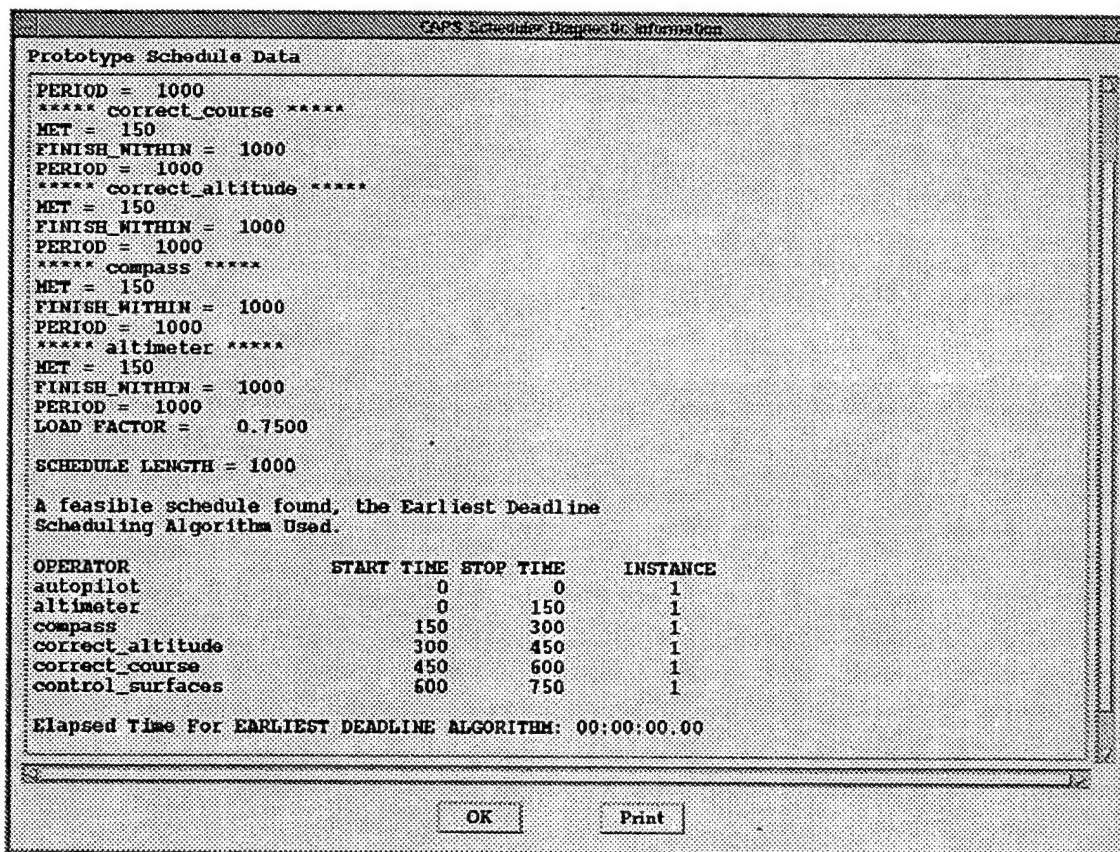 CAPS Scheduler Diagnostic Information
Prototype Schedule Data
PERIOD = 1000
***** correct_course *****
MET = 150
FINISH_WITHIN = 1000
PERIOD = 1000
***** correct_altitude *****
MET = 150
FINISH_WITHIN = 1000
PERIOD = 1000
***** compass *****
MET = 150
FINISH_WITHIN = 1000
PERIOD = 1000
***** altimeter *****
MET = 150
FINISH_WITHIN = 1000
PERIOD = 1000
LOAD FACTOR = 0.7500
SCHEDULE LENGTH = 1000
A feasible schedule found, the Earliest Deadline
Scheduling Algorithm Used.
OPERATOR START TIME STOP TIME INSTANCE
autopilot 0 0 1
altimeter 0 150 1
compass 150 300 1
correct_altitude 300 450 1
correct_course 450 600 1
control_surfaces 600 750 1
Elapsed Time For EARLIEST DEADLINE ALGORITHM: 00:00:00.00
OK Print